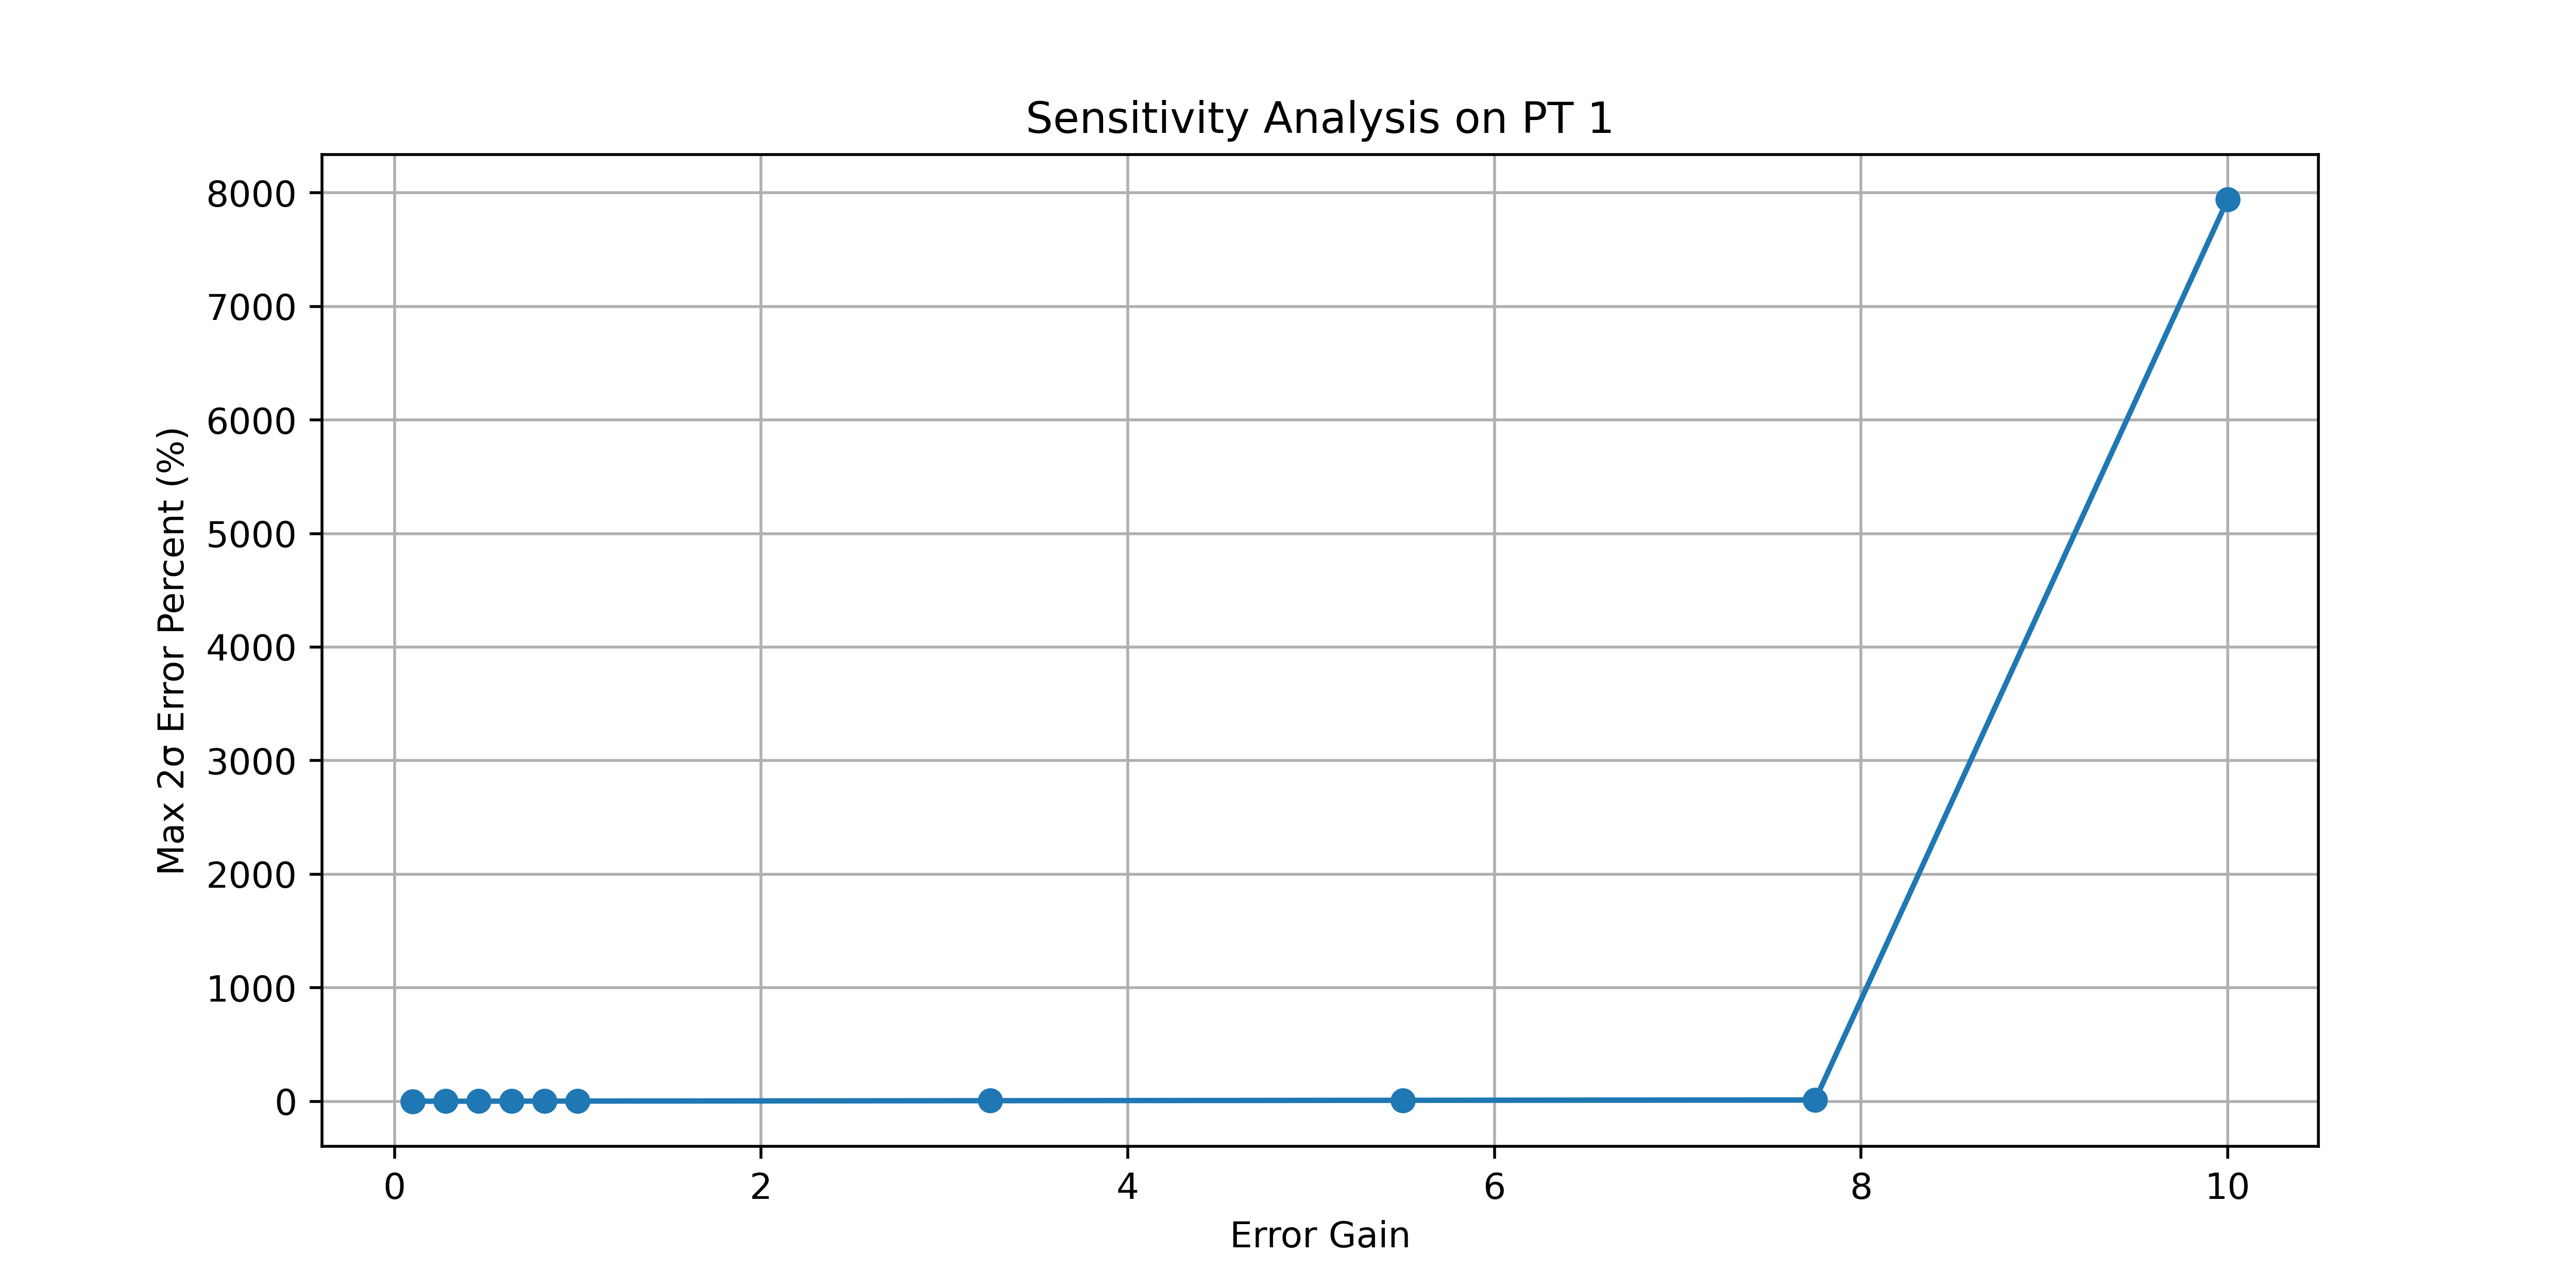 Sensitivity Analysis on PT 1
Max 2σ Error Percent (%)
8000
7000
6000
5000
4000
3000
2000
1000
0
0 2 4 6 8 10
Error Gain